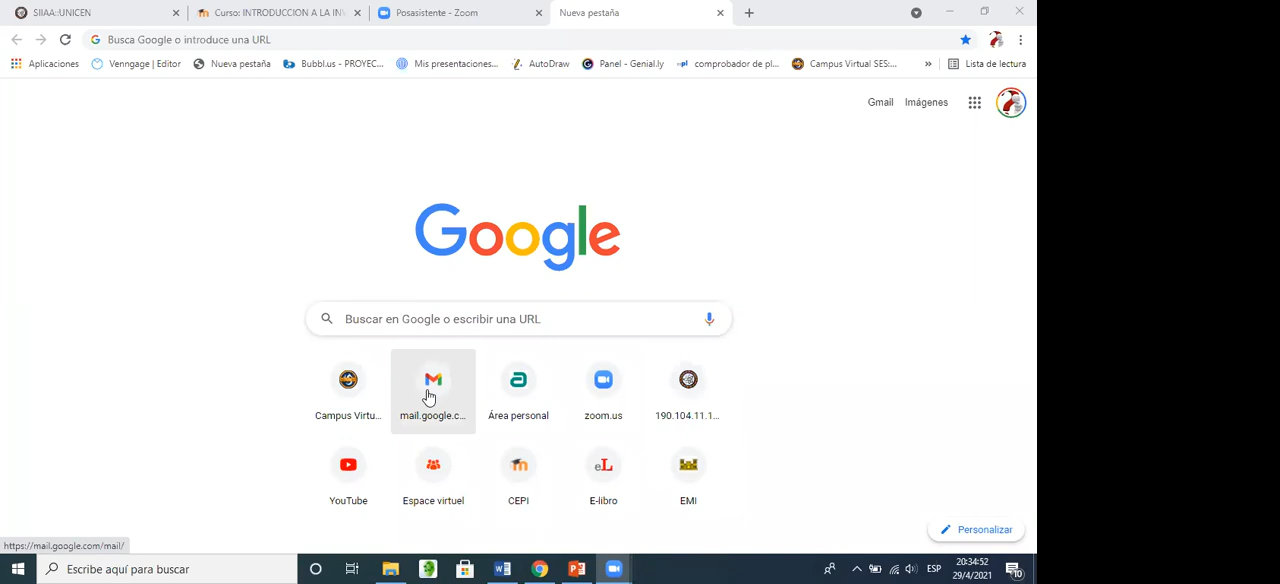 SIIAA::UNICEN
Curso: INTRODUCCION A LA INV
Posasistente - Zoom
Nueva pestaña
Busca Google o introduce una URL
Aplicaciones
Venngage | Editor
Nueva pestaña
Bubbl.us - PROYEC...
Mis presentaciones...
AutoDraw
Panel - Genial.ly
comprobador de pl...
Campus Virtual SES:...
»
Lista de lectura
Gmail
Imágenes
Google
Buscar en Google o escribir una URL
Campus Virtu...
mail.google.c...
Área personal
zoom.us
190.104.11.1...
YouTube
Espace virtuel
CEPI
E-libro
EMI
Personalizar
https://mail.google.com/mail/
Escribe aquí para buscar
ESP
20:34:52
29/4/2021
10